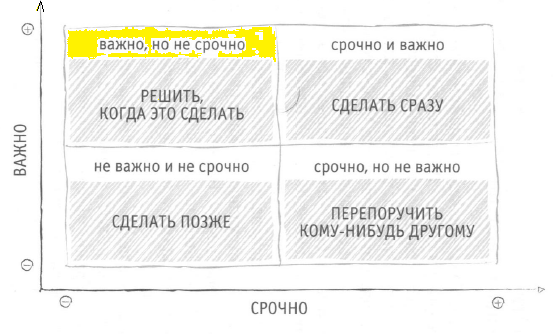 важно, но не срочно
срочно и важно
РЕШИТЬ,
КОГДА ЭТО СДЕЛАТЬ
СДЕЛАТЬ СРАЗУ
ВАЖНО
не важно и не срочно
срочно, но не важно
СДЕЛАТЬ ПОЗЖЕ
ПЕРЕПОРУЧИТЬ
КОМУ-НИБУДЬ ДРУГОМУ
СРОЧНО